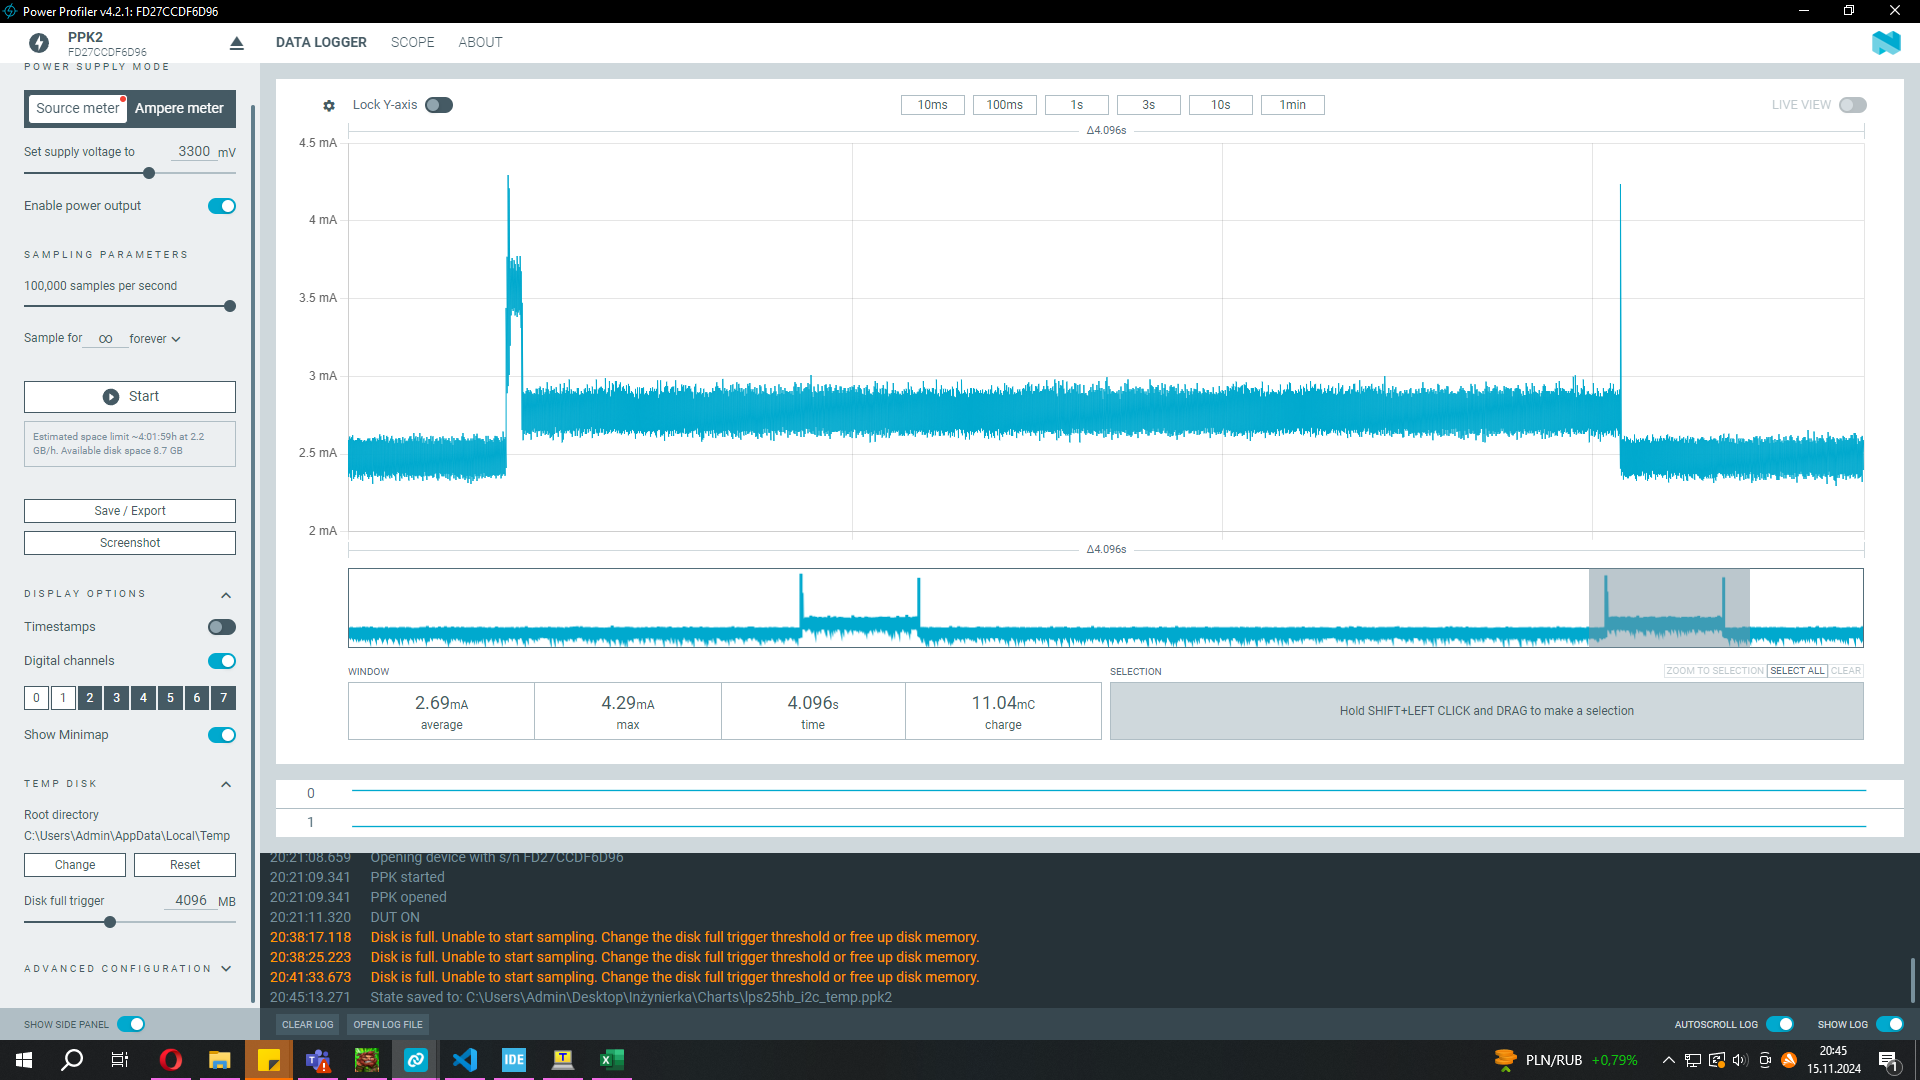 Power Profiler v4.2.1: FD27CCDF6D96
PPK2
FD27CCDF6D96
DATA LOGGER
SCOPE
ABOUT
POWER SUPPLY MODE
Source meter
Ampere meter
Set supply voltage to 3300 mV
Enable power output
SAMPLING PARAMETERS
100,000 samples per second
Sample for ∞ forever
Start
Estimated space limit ~4:01:59h at 2.2
GB/h. Available disk space 8.7 GB
Save / Export
Screenshot
DISPLAY OPTIONS
Timestamps
Digital channels
0 1 2 3 4 5 6 7
Show Minimap
TEMP DISK
Root directory
C:\Users\Admin\AppData\Local\Temp
Change
Reset
Disk full trigger 4096 MB
ADVANCED CONFIGURATION
SHOW SIDE PANEL
Lock Y-axis
10ms
100ms
1s
3s
10s
1min
LIVE VIEW
Δ4.096s
4.5 mA
4 mA
3.5 mA
3 mA
2.5 mA
2 mA
Δ4.096s
WINDOW
2.69mA
average
4.29mA
max
4.096s
time
11.04mC
charge
SELECTION
ZOOM TO SELECTION
SELECT ALL
CLEAR
Hold SHIFT+LEFT CLICK and DRAG to make a selection
0
1
20:21:08.659 Opening device with s/n FD27CCDF6D96
20:21:09.341 PPK started
20:21:09.341 PPK opened
20:21:11.320 DUT ON
20:38:17.118 Disk is full. Unable to start sampling. Change the disk full trigger threshold or free up disk memory.
20:38:25.223 Disk is full. Unable to start sampling. Change the disk full trigger threshold or free up disk memory.
20:41:33.673 Disk is full. Unable to start sampling. Change the disk full trigger threshold or free up disk memory.
20:45:13.271 State saved to: C:\Users\Admin\Desktop\Inżynierka\Charts\lps25hb_i2c_temp.ppk2
CLEAR LOG
OPEN LOG FILE
AUTOSCROLL LOG
SHOW LOG
IDE
T
PLN/RUB +0,79%
20:45
15.11.2024
1